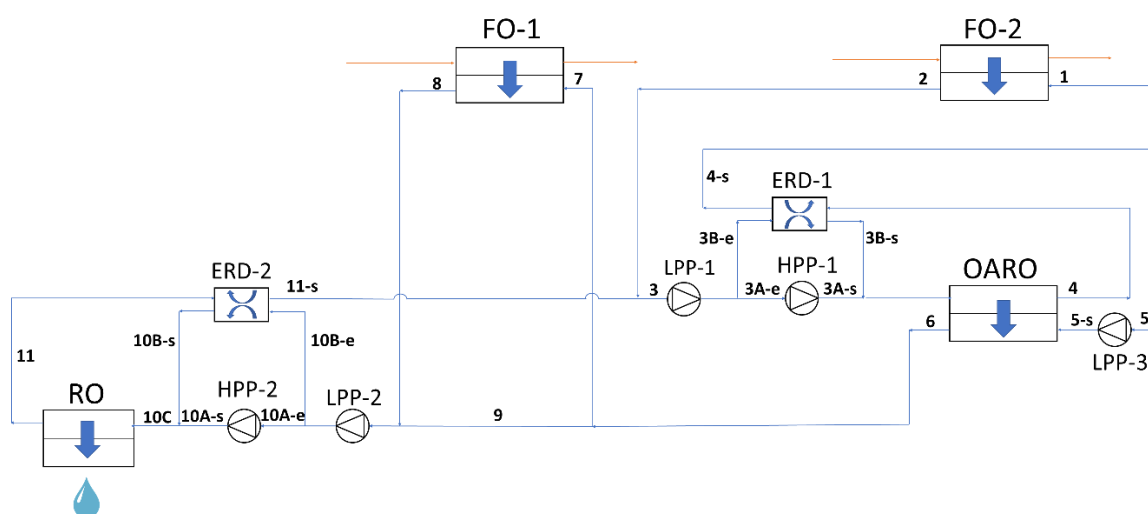 FO-1
FO-2
8
7
2
1
4-s
ERD-1
3B-e
3B-s
LPP-1
HPP-1
OARO
ERD-2
11-s
3
3A-e
3A-s
4
6
5-s
5
LPP-3
10B-s
10B-e
11
RO
HPP-2
LPP-2
10C
10A-s
10A-e
9